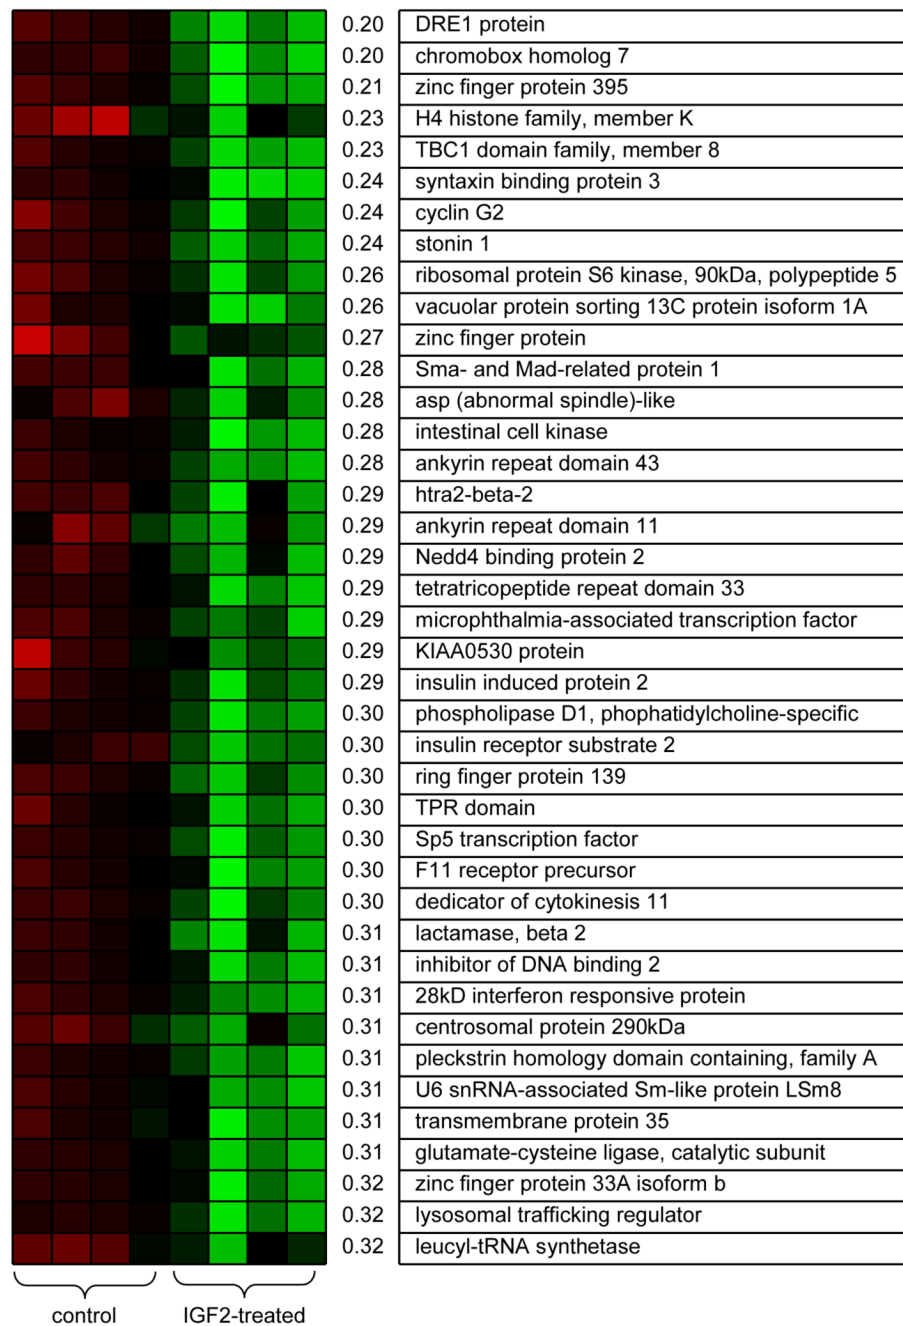 0.20 DRE1 protein
0.20 chromobox homolog 7
0.21 zinc finger protein 395
0.23 H4 histone family, member K
0.23 TBC1 domain family, member 8
0.24 syntaxin binding protein 3
0.24 cyclin G2
0.24 stonin 1
0.26 ribosomal protein S6 kinase, 90kDa, polypeptide 5
0.26 vacuolar protein sorting 13C protein isoform 1A
0.27 zinc finger protein
0.28 Sma- and Mad-related protein 1
0.28 asp (abnormal spindle)-like
0.28 intestinal cell kinase
0.28 ankyrin repeat domain 43
0.29 htra2-beta-2
0.29 ankyrin repeat domain 11
0.29 Nedd4 binding protein 2
0.29 tetratricopeptide repeat domain 33
0.29 microphthalmia-associated transcription factor
0.29 KIAA0530 protein
0.29 insulin induced protein 2
0.30 phospholipase D1, phophatidylcholine-specific
0.30 insulin receptor substrate 2
0.30 ring finger protein 139
0.30 TPR domain
0.30 Sp5 transcription factor
0.30 F11 receptor precursor
0.30 dedicator of cytokinesis 11
0.31 lactamase, beta 2
0.31 inhibitor of DNA binding 2
0.31 28kD interferon responsive protein
0.31 centrosomal protein 290kDa
0.31 pleckstrin homology domain containing, family A
0.31 U6 snRNA-associated Sm-like protein LSm8
0.31 transmembrane protein 35
0.31 glutamate-cysteine ligase, catalytic subunit
0.32 zinc finger protein 33A isoform b
0.32 lysosomal trafficking regulator
0.32 leucyl-tRNA synthetase
control IGF2-treated